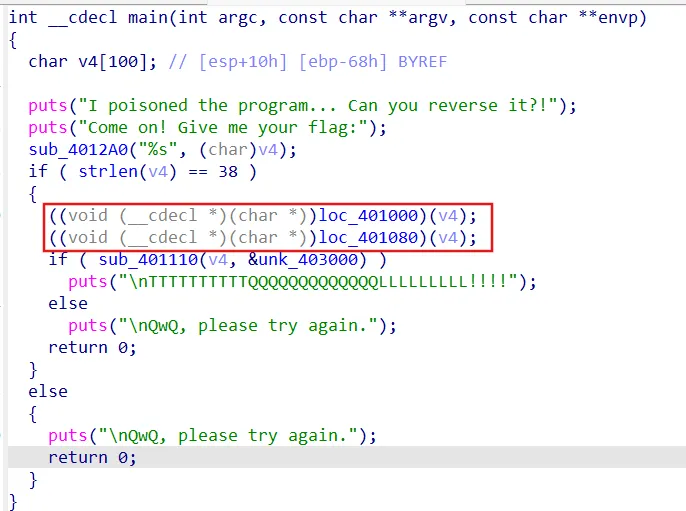 int __cdecl main(int argc, const char **argv, const char **envp)
{
  char v4[100]; // [esp+10h] [ebp-68h] BYREF

  puts("I poisoned the program... Can you reverse it?!");
  puts("Come on! Give me your flag:");
  sub_4012A0("%s", (char)v4);
  if ( strlen(v4) == 38 )
  {
    ((void (__cdecl *)(char *))loc_401000)(v4);
    ((void (__cdecl *)(char *))loc_401080)(v4);
    if ( sub_401110(v4, &unk_403000) )
      puts("\nTTTTTTTTTTQQQQQQQQQQQQQLLLLLLLLL!!!!");
    else
      puts("\nQwQ, please try again.");
    return 0;
  }
  else
  {
    puts("\nQwQ, please try again.");
    return 0;
  }
}